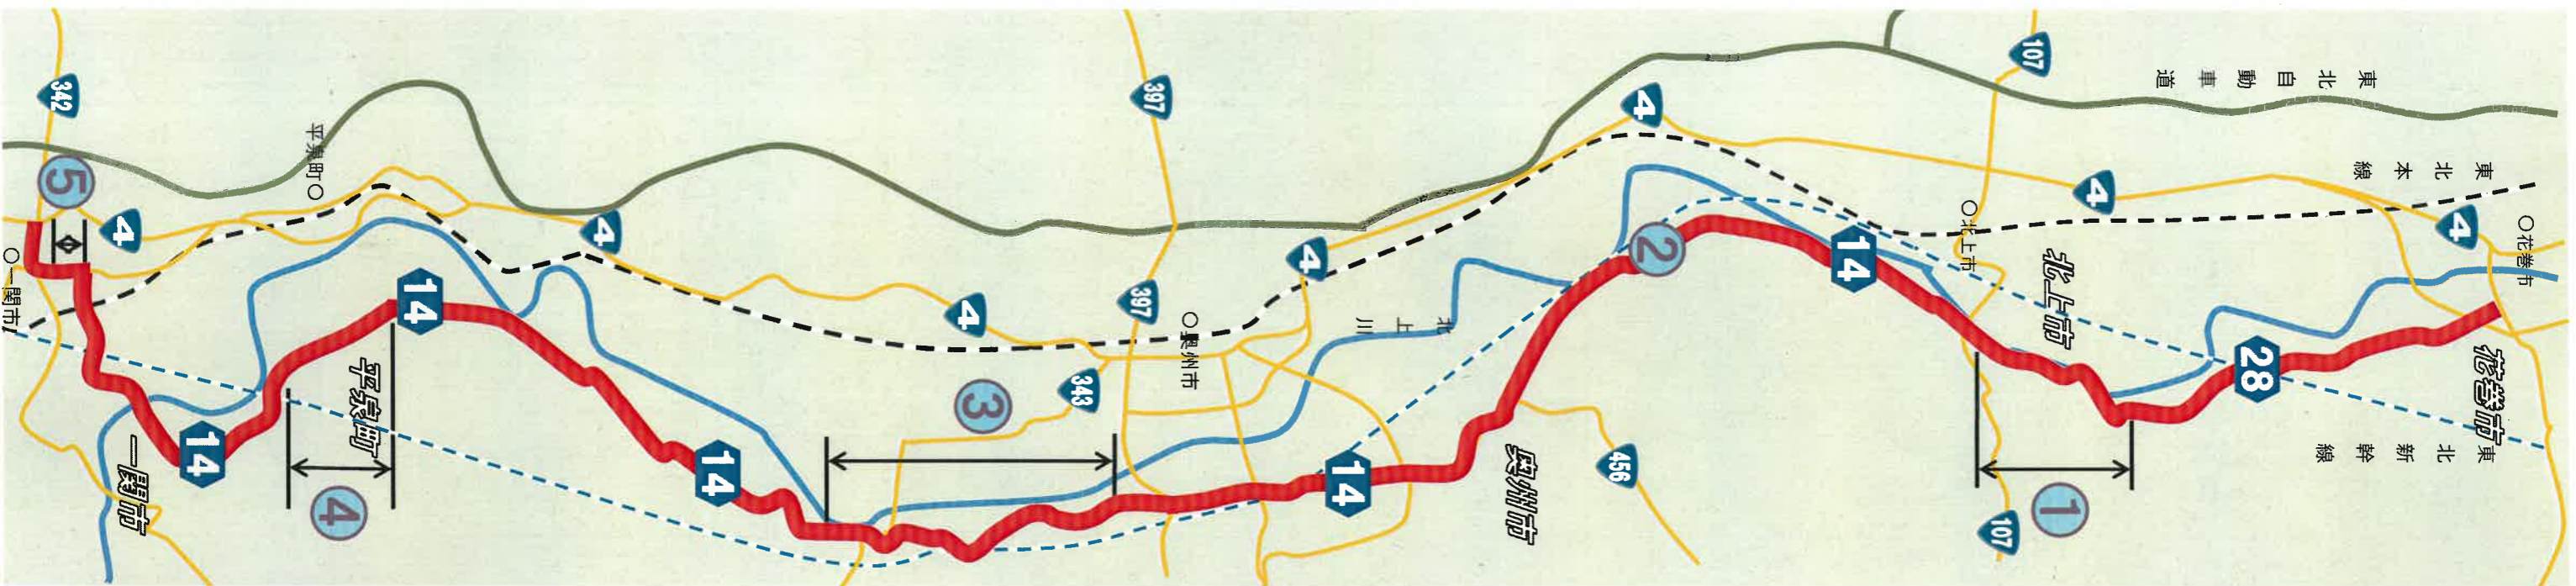 ○花巻市
花巻市
東北本線
4
東北新幹線
東北自動車道
28
4
北上市
1
107
107
○北上市
14
2
4
456
奥州市
14
4
北上川
○奥州市
397
397
343
3
4
14
4
14
平泉町
4
○平泉町
14
一関市
4
5
342
○一関市